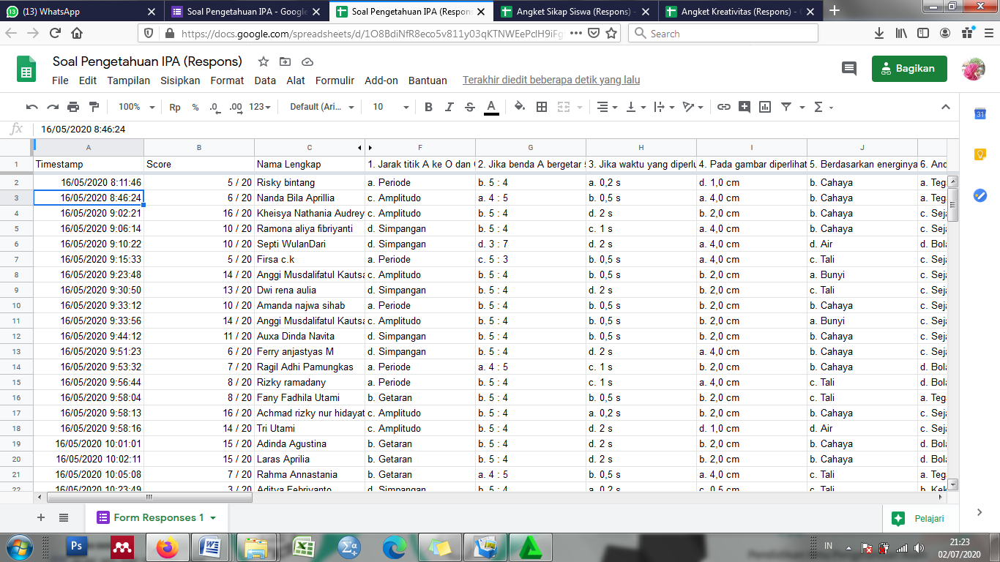 (13) WhatsApp
Soal Pengetahuan IPA - Google
Soal Pengetahuan IPA (Respons
Angket Sikap Siswa (Respons) -
Angket Kreativitas (Respons) -
https://docs.google.com/spreadsheets/d/1O8BdiNfR8eco5v811y03qKTNWEePdH9iFg
Search
Soal Pengetahuan IPA (Respons)
File Edit Tampilan Sisipkan Format Data Alat Formulir Add-on Bantuan Terakhir diedit beberapa detik yang lalu
Bagikan
100% Rp % .0 .00 123 Default (Ari... 10 B I S A
fx 16/05/2020 8:46:24
A B C F G H I J
1 Timestamp Score Nama Lengkap 1. Jarak titik A ke O dan 2. Jika benda A bergetar 3. Jika waktu yang diperlu 4. Pada gambar diperlihat 5. Berdasarkan energinya 6. And
2 16/05/2020 8:11:46 5 / 20 Risky bintang a. Periode b. 5 : 4 a. 0,2 s d. 1,0 cm b. Cahaya a. Teg
3 16/05/2020 8:46:24 6 / 20 Nanda Bila Aprillia c. Amplitudo a. 4 : 5 b. 0,5 s a. 4,0 cm b. Cahaya a. Teg
4 16/05/2020 9:02:21 16 / 20 Kheisya Nathania Audrey c. Amplitudo b. 5 : 4 d. 2 s b. 2,0 cm b. Cahaya c. Seja
5 16/05/2020 9:06:14 10 / 20 Ramona aliya fibriyanti d. Simpangan b. 5 : 4 c. 1 s a. 4,0 cm b. Cahaya c. Seja
6 16/05/2020 9:10:22 10 / 20 Septi WulanDari d. Simpangan d. 3 : 7 d. 2 s a. 4,0 cm d. Air d. Bola
7 16/05/2020 9:15:33 5 / 20 Firsa c.k a. Periode c. 5 : 3 b. 0,5 s a. 4,0 cm c. Tali c. Seja
8 16/05/2020 9:23:48 14 / 20 Anggi Musdalifatul Kautsa c. Amplitudo b. 5 : 4 b. 0,5 s b. 2,0 cm a. Bunyi c. Seja
9 16/05/2020 9:30:50 13 / 20 Dwi rena aulia d. Simpangan b. 5 : 4 d. 2 s b. 2,0 cm c. Tali c. Seja
10 16/05/2020 9:33:12 10 / 20 Amanda najwa sihab a. Periode b. 5 : 4 b. 0,5 s b. 2,0 cm b. Cahaya c. Seja
11 16/05/2020 9:33:56 14 / 20 Anggi Musdalifatul Kautsa c. Amplitudo b. 5 : 4 b. 0,5 s b. 2,0 cm a. Bunyi c. Seja
12 16/05/2020 9:44:12 11 / 20 Auxa Dinda Navita d. Simpangan b. 5 : 4 b. 0,5 s b. 2,0 cm b. Cahaya c. Seja
13 16/05/2020 9:51:23 6 / 20 Ferry anjastyas M d. Simpangan b. 5 : 4 d. 2 s a. 4,0 cm b. Cahaya c. Seja
14 16/05/2020 9:53:32 7 / 20 Ragil Adhi Pamungkas a. Periode a. 4 : 5 c. 1 s b. 2,0 cm b. Cahaya d. Bola
15 16/05/2020 9:56:44 8 / 20 Rizky ramadany a. Periode b. 5 : 4 c. 1 s a. 4,0 cm c. Tali d. Bola
16 16/05/2020 9:58:04 8 / 20 Fany Fadhila Utami b. Getaran b. 5 : 4 b. 0,5 s b. 2,0 cm c. Tali a. Teg
17 16/05/2020 9:58:13 16 / 20 Achmad rizky nur hidayat c. Amplitudo b. 5 : 4 a. 0,2 s b. 2,0 cm b. Cahaya c. Seja
18 16/05/2020 9:58:16 14 / 20 Tri Utami c. Amplitudo b. 5 : 4 d. 2 s d. 1,0 cm d. Air c. Seja
19 16/05/2020 10:01:01 15 / 20 Adinda Agustina b. Getaran b. 5 : 4 d. 2 s b. 2,0 cm b. Cahaya d. Bola
20 16/05/2020 10:02:11 15 / 20 Laras Aprilia b. Getaran b. 5 : 4 d. 2 s b. 2,0 cm b. Cahaya d. Bola
21 16/05/2020 10:05:08 7 / 20 Rahma Annastania b. Getaran a. 4 : 5 b. 0,5 s a. 4,0 cm b. Cahaya a. Teg
22 16/05/2020 10:23:49 3 / 20 Aditya Febriyanto d. Simpangan b. 5 : 4 a. 0,2 s c. 0,5 cm c. Tali b. Kek
Form Responses 1
Pelajari
IN
21:23
02/07/2020